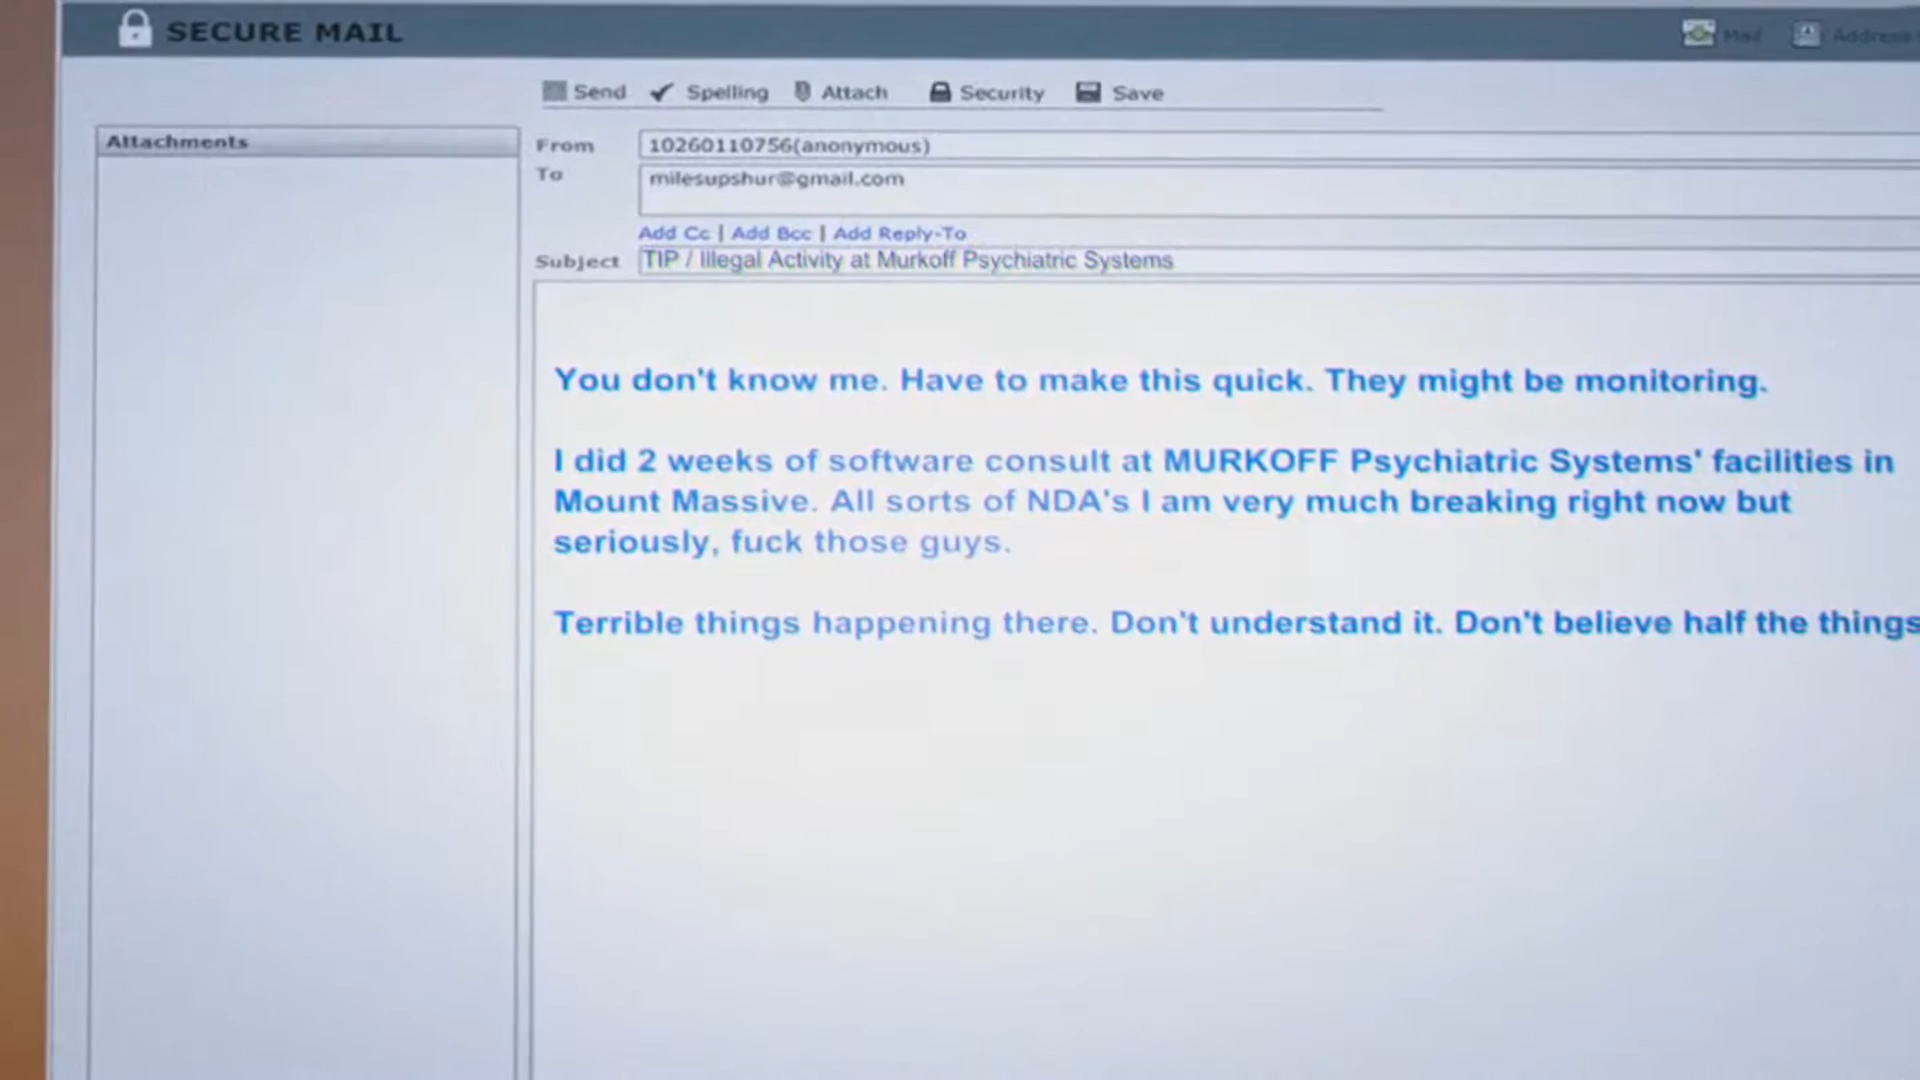 SECURE MAIL
Mail
Address
Send Spelling Attach Security Save
Attachments
From 10260110756(anonymous)
To milesupshur@gmail.com
Add Cc | Add Bcc | Add Reply-To
Subject TIP / Illegal Activity at Murkoff Psychiatric Systems
You don't know me. Have to make this quick. They might be monitoring.
I did 2 weeks of software consult at MURKOFF Psychiatric Systems' facilities in
Mount Massive. All sorts of NDA's I am very much breaking right now but
seriously, fuck those guys.
Terrible things happening there. Don't understand it. Don't believe half the things